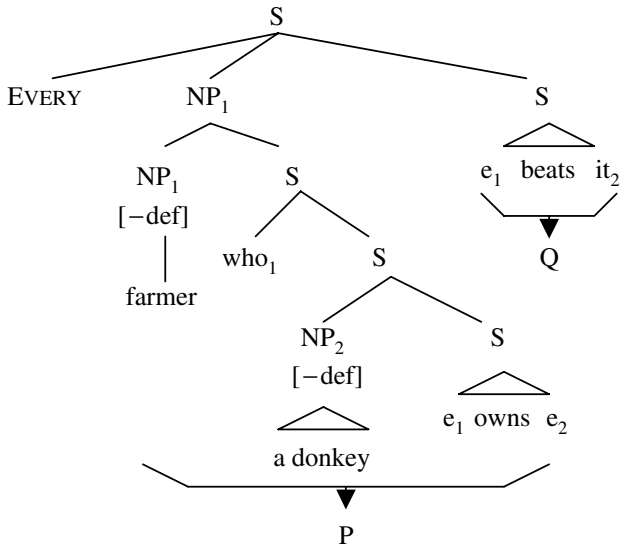 S
EVERY NP₁ S
NP₁ S e₁ beats it₂
[−def]
who₁ S Q
farmer
NP₂ S
[−def]
e₁ owns e₂
a donkey
P